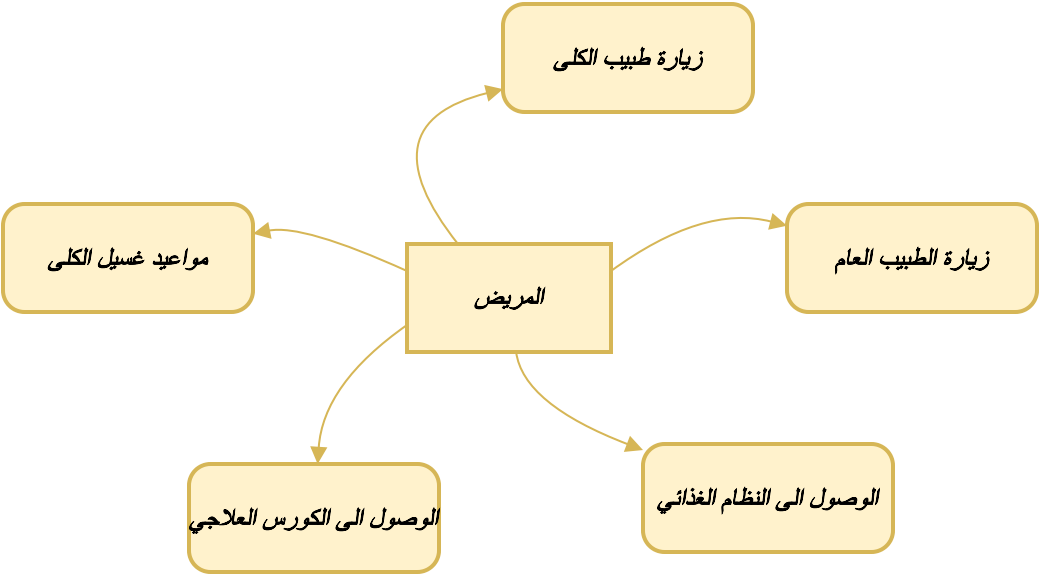 زيارة طبيب الكلى
زيارة الطبيب العام
مواعيد غسيل الكلى
المريض
الوصول الى النظام الغذائي
الوصول الى الكورس العلاجي